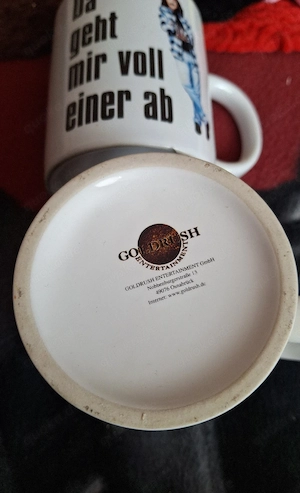 Da
geht
mir voll
einer ab
GOLDRUSH
ENTERTAINMENT
GOLDRUSH ENTERTAINMENT GmbH
49076 Osnabrück
Internet: www.goldrush.de